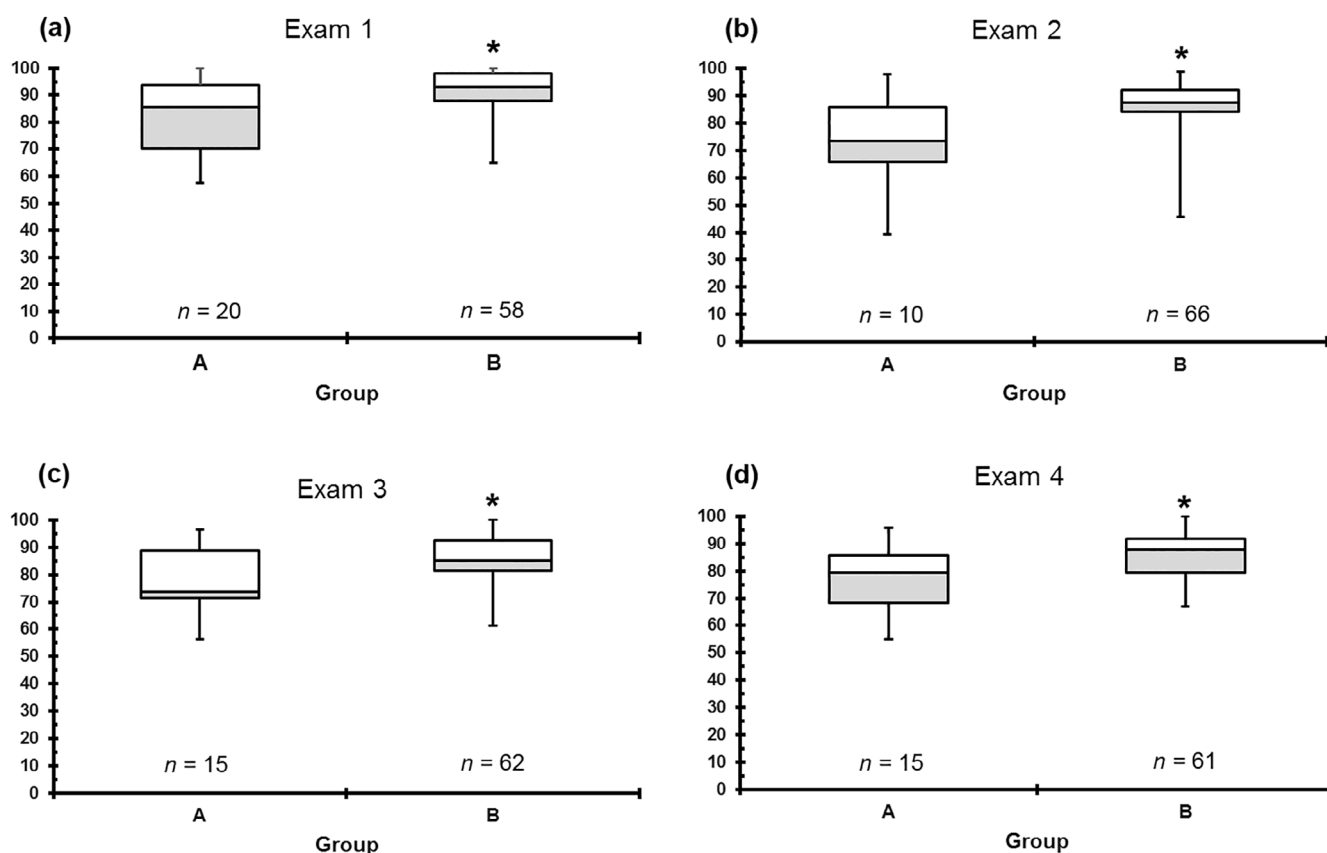 (a)
Exam 1
*
100
90
80
70
60
50
40
30
20
10
0
n = 20
n = 58
A
B
Group
(b)
Exam 2
*
100
90
80
70
60
50
40
30
20
10
0
n = 10
n = 66
A
B
Group
(c)
Exam 3
*
100
90
80
70
60
50
40
30
20
10
0
n = 15
n = 62
A
B
Group
(d)
Exam 4
*
100
90
80
70
60
50
40
30
20
10
0
n = 15
n = 61
A
B
Group